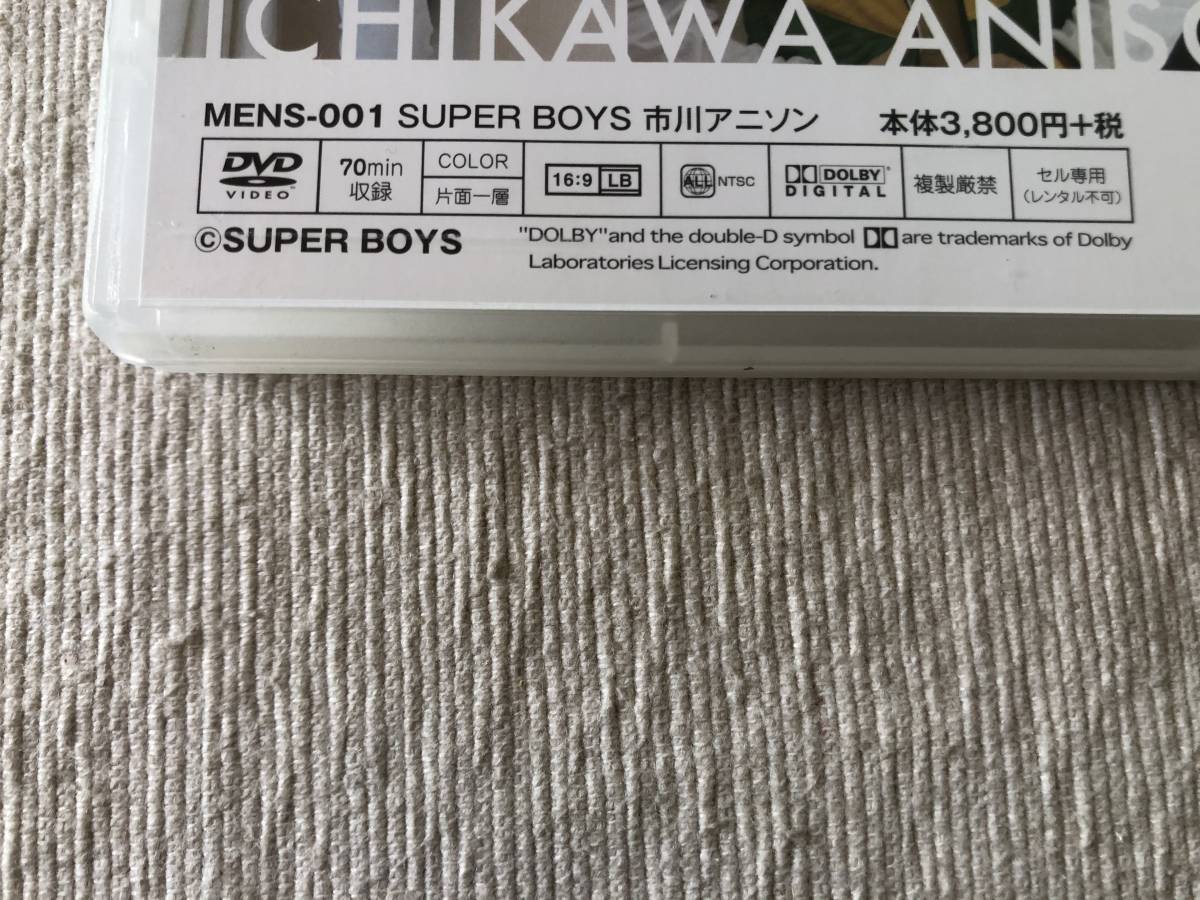 ICHIKAWA ANISO
MENS-001 SUPER BOYS 市川アニソン 本体3,800円+税
DVD VIDEO™ 70min 収録 COLOR 片面一層 16:9 LB ALL NTSC DOLBY DIGITAL 複製厳禁 セル専用 (レンタル不可)
©SUPER BOYS "DOLBY"and the double-D symbol are trademarks of Dolby
Laboratories Licensing Corporation.